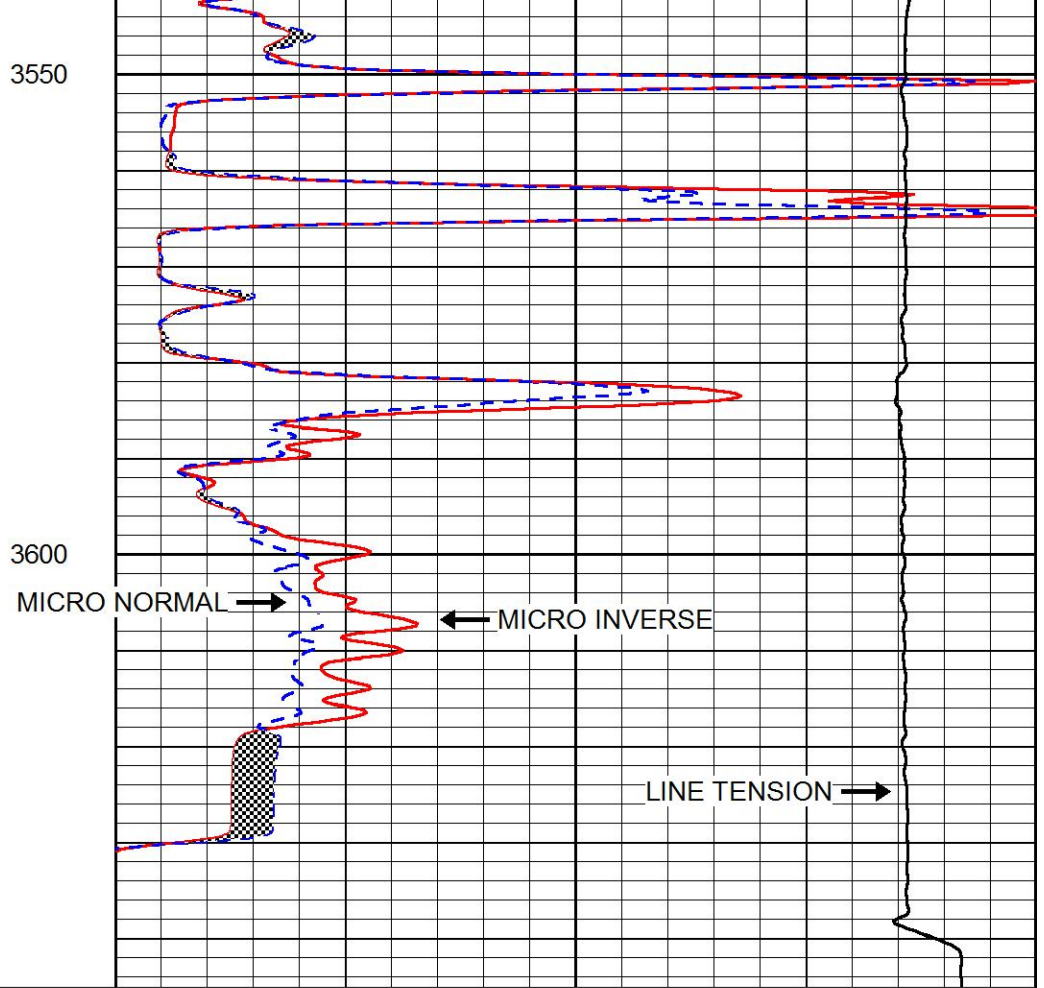 3550
3600
MICRO NORMAL
MICRO INVERSE
LINE TENSION